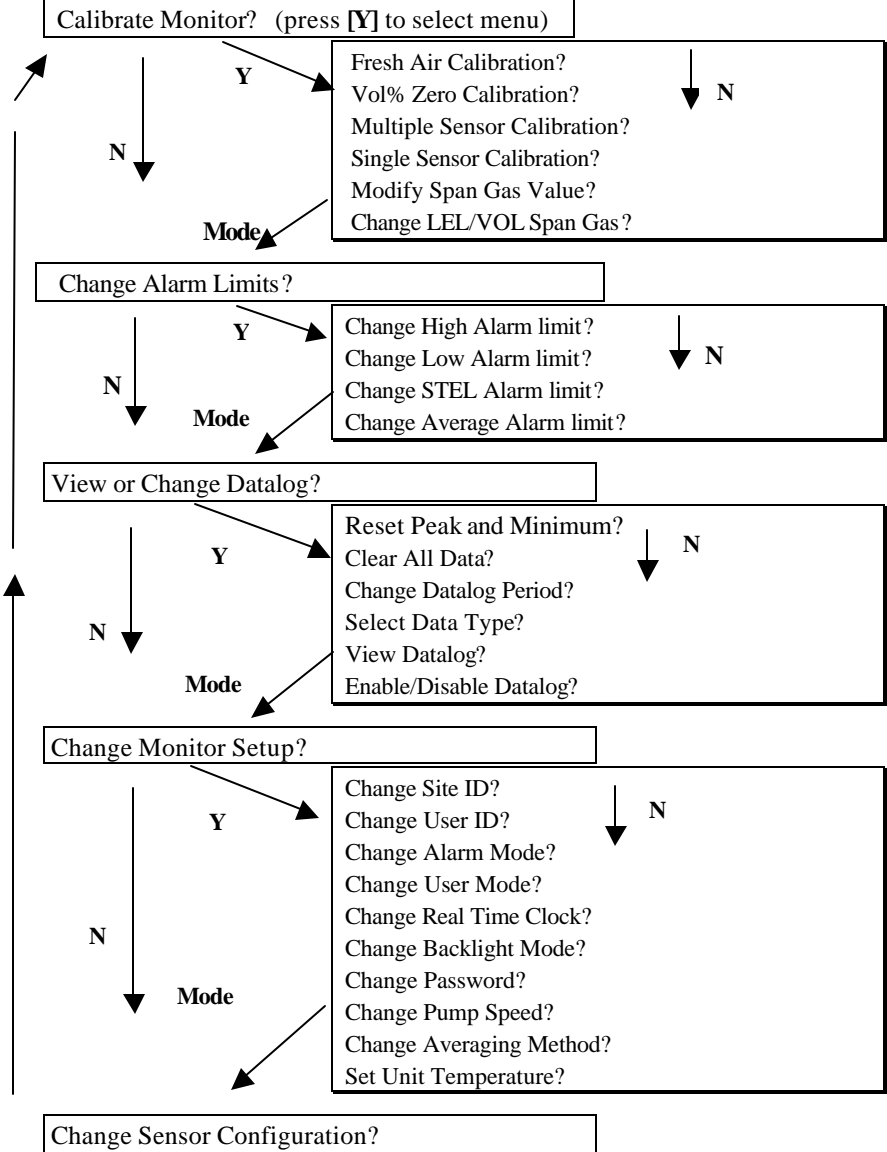 Calibrate Monitor? (press [Y] to select menu)
Y
Fresh Air Calibration?
Vol% Zero Calibration?
N
Multiple Sensor Calibration?
N
Single Sensor Calibration?
Modify Span Gas Value?
Mode
Change LEL/VOL Span Gas?
Change Alarm Limits?
Y
Change High Alarm limit?
Change Low Alarm limit?
N
N
Change STEL Alarm limit?
Mode
Change Average Alarm limit?
View or Change Datalog?
Reset Peak and Minimum?
N
Y
Clear All Data?
Change Datalog Period?
N
Select Data Type?
View Datalog?
Mode
Enable/Disable Datalog?
Change Monitor Setup?
Change Site ID?
N
Y
Change User ID?
Change Alarm Mode?
Change User Mode?
Change Real Time Clock?
N
Change Backlight Mode?
Change Password?
Mode
Change Pump Speed?
Change Averaging Method?
Set Unit Temperature?
Change Sensor Configuration?